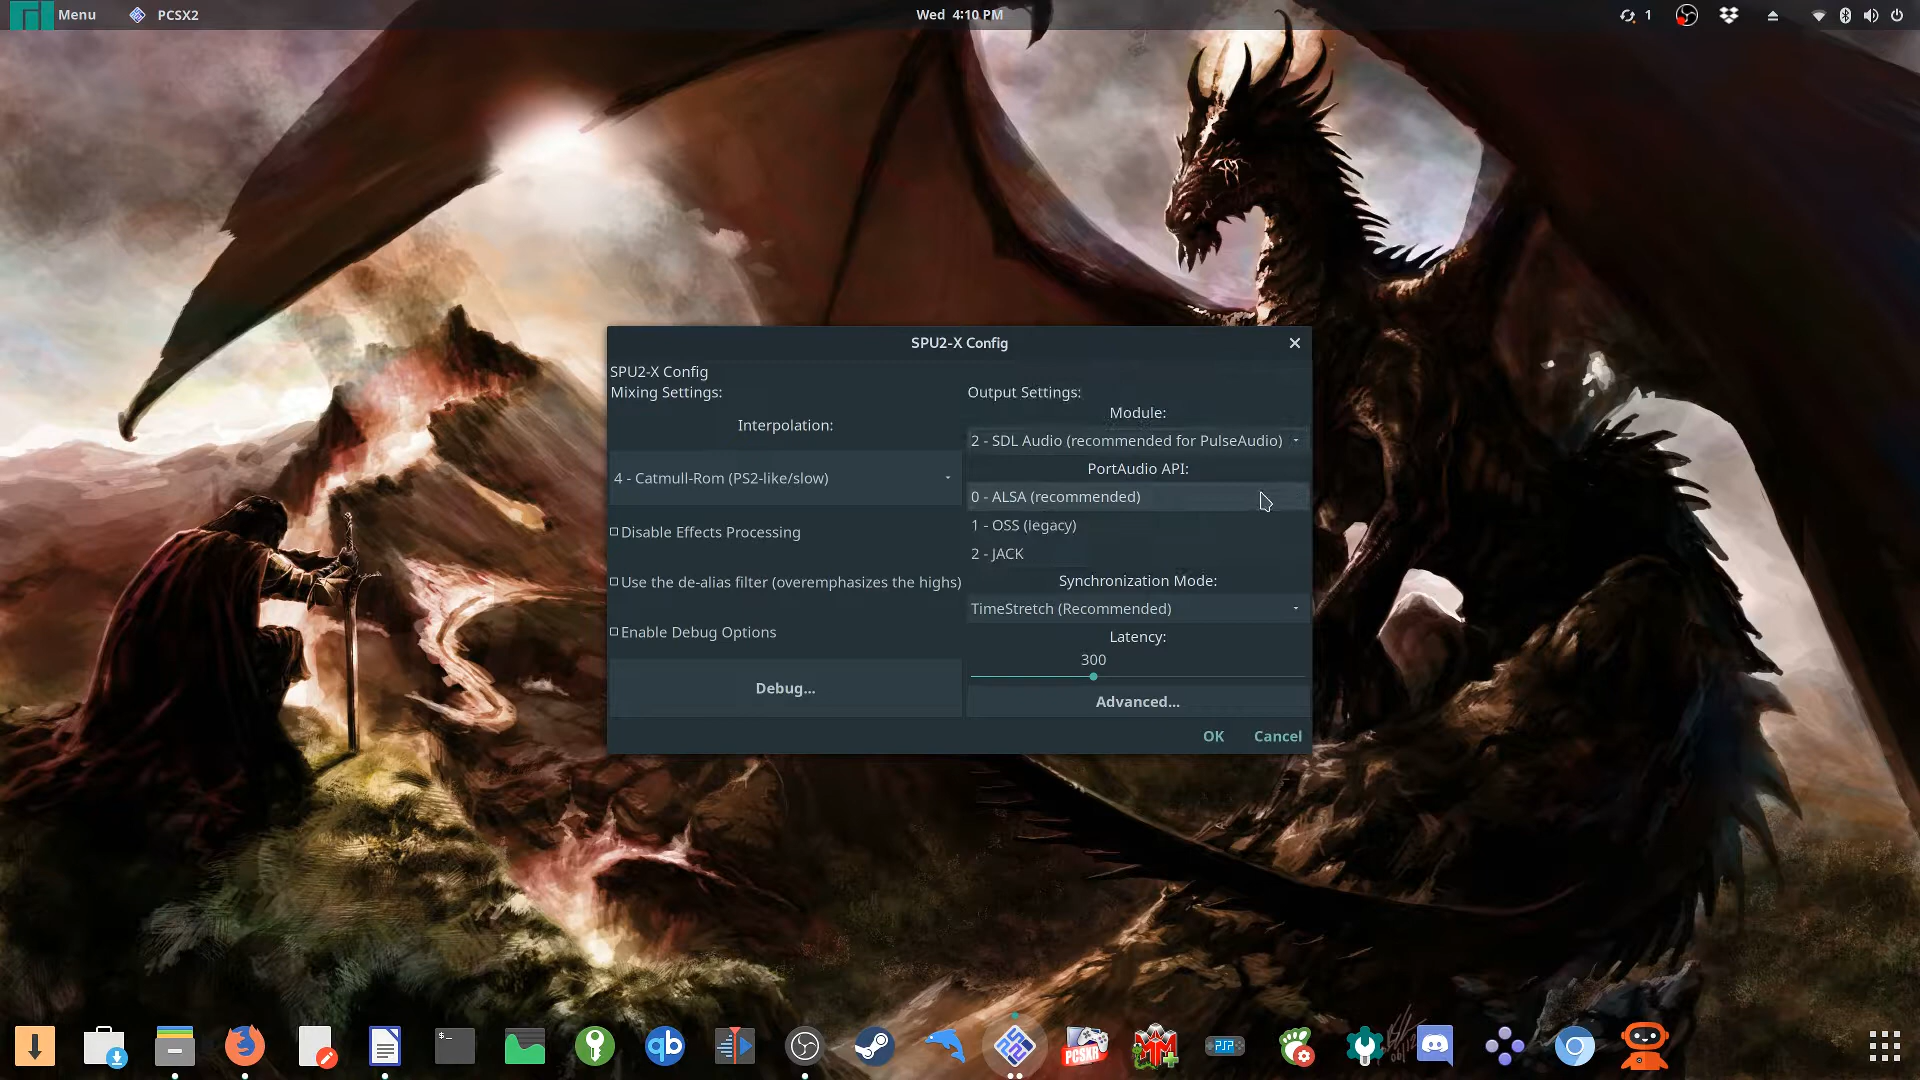 Menu
PCSX2
Wed 4:10 PM
1
SPU2-X Config
SPU2-X Config
Mixing Settings:
Interpolation:
4 - Catmull-Rom (PS2-like/slow)
Disable Effects Processing
Use the de-alias filter (overemphasizes the highs)
Enable Debug Options
Debug...
Output Settings:
Module:
2 - SDL Audio (recommended for PulseAudio)
PortAudio API:
0 - ALSA (recommended)
1 - OSS (legacy)
2 - JACK
Synchronization Mode:
TimeStretch (Recommended)
Latency:
300
Advanced...
OK
Cancel
$_
qb
PCSXR
PSP